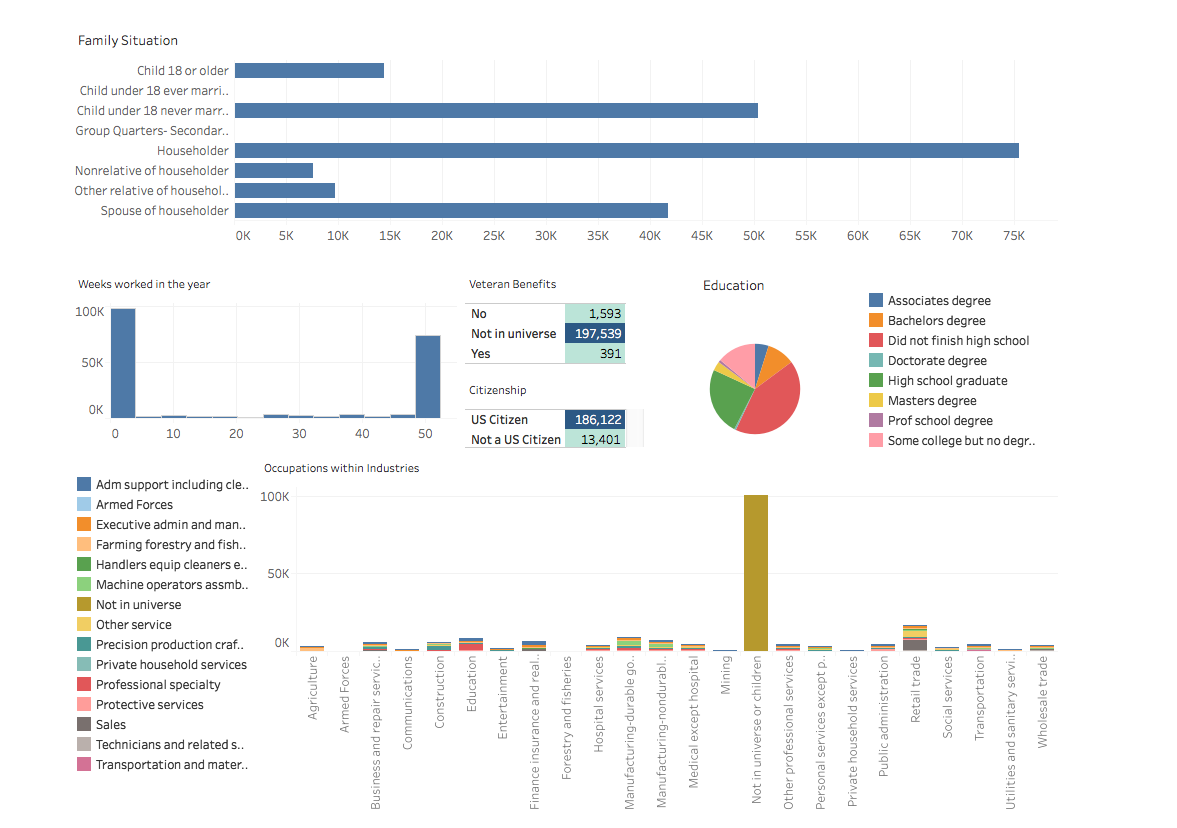 Family Situation
Child 18 or older
Child under 18 ever marri..
Child under 18 never marr..
Group Quarters- Secondar..
Householder
Nonrelative of householder
Other relative of househol..
Spouse of householder
0K 5K 10K 15K 20K 25K 30K 35K 40K 45K 50K 55K 60K 65K 70K 75K
Weeks worked in the year
100K
50K
0K
0 10 20 30 40 50
Veteran Benefits
No 1,593
Not in universe 197,539
Yes 391
Citizenship
US Citizen 186,122
Not a US Citizen 13,401
Education
Associates degree
Bachelors degree
Did not finish high school
Doctorate degree
High school graduate
Masters degree
Prof school degree
Some college but no degr..
Adm support including cle..
Armed Forces
Executive admin and man..
Farming forestry and fish..
Handlers equip cleaners e..
Machine operators assmb..
Not in universe
Other service
Precision production craf..
Private household services
Professional specialty
Protective services
Sales
Technicians and related s..
Transportation and mater..
Occupations within Industries
100K
50K
0K
Agriculture
Armed Forces
Business and repair servic..
Communications
Construction
Education
Entertainment
Finance insurance and real..
Forestry and fisheries
Hospital services
Manufacturing-durable go..
Manufacturing-nondurabl..
Medical except hospital
Mining
Not in universe or children
Other professional services
Personal services except p..
Private household services
Public administration
Retail trade
Social services
Transportation
Utilities and sanitary servi..
Wholesale trade